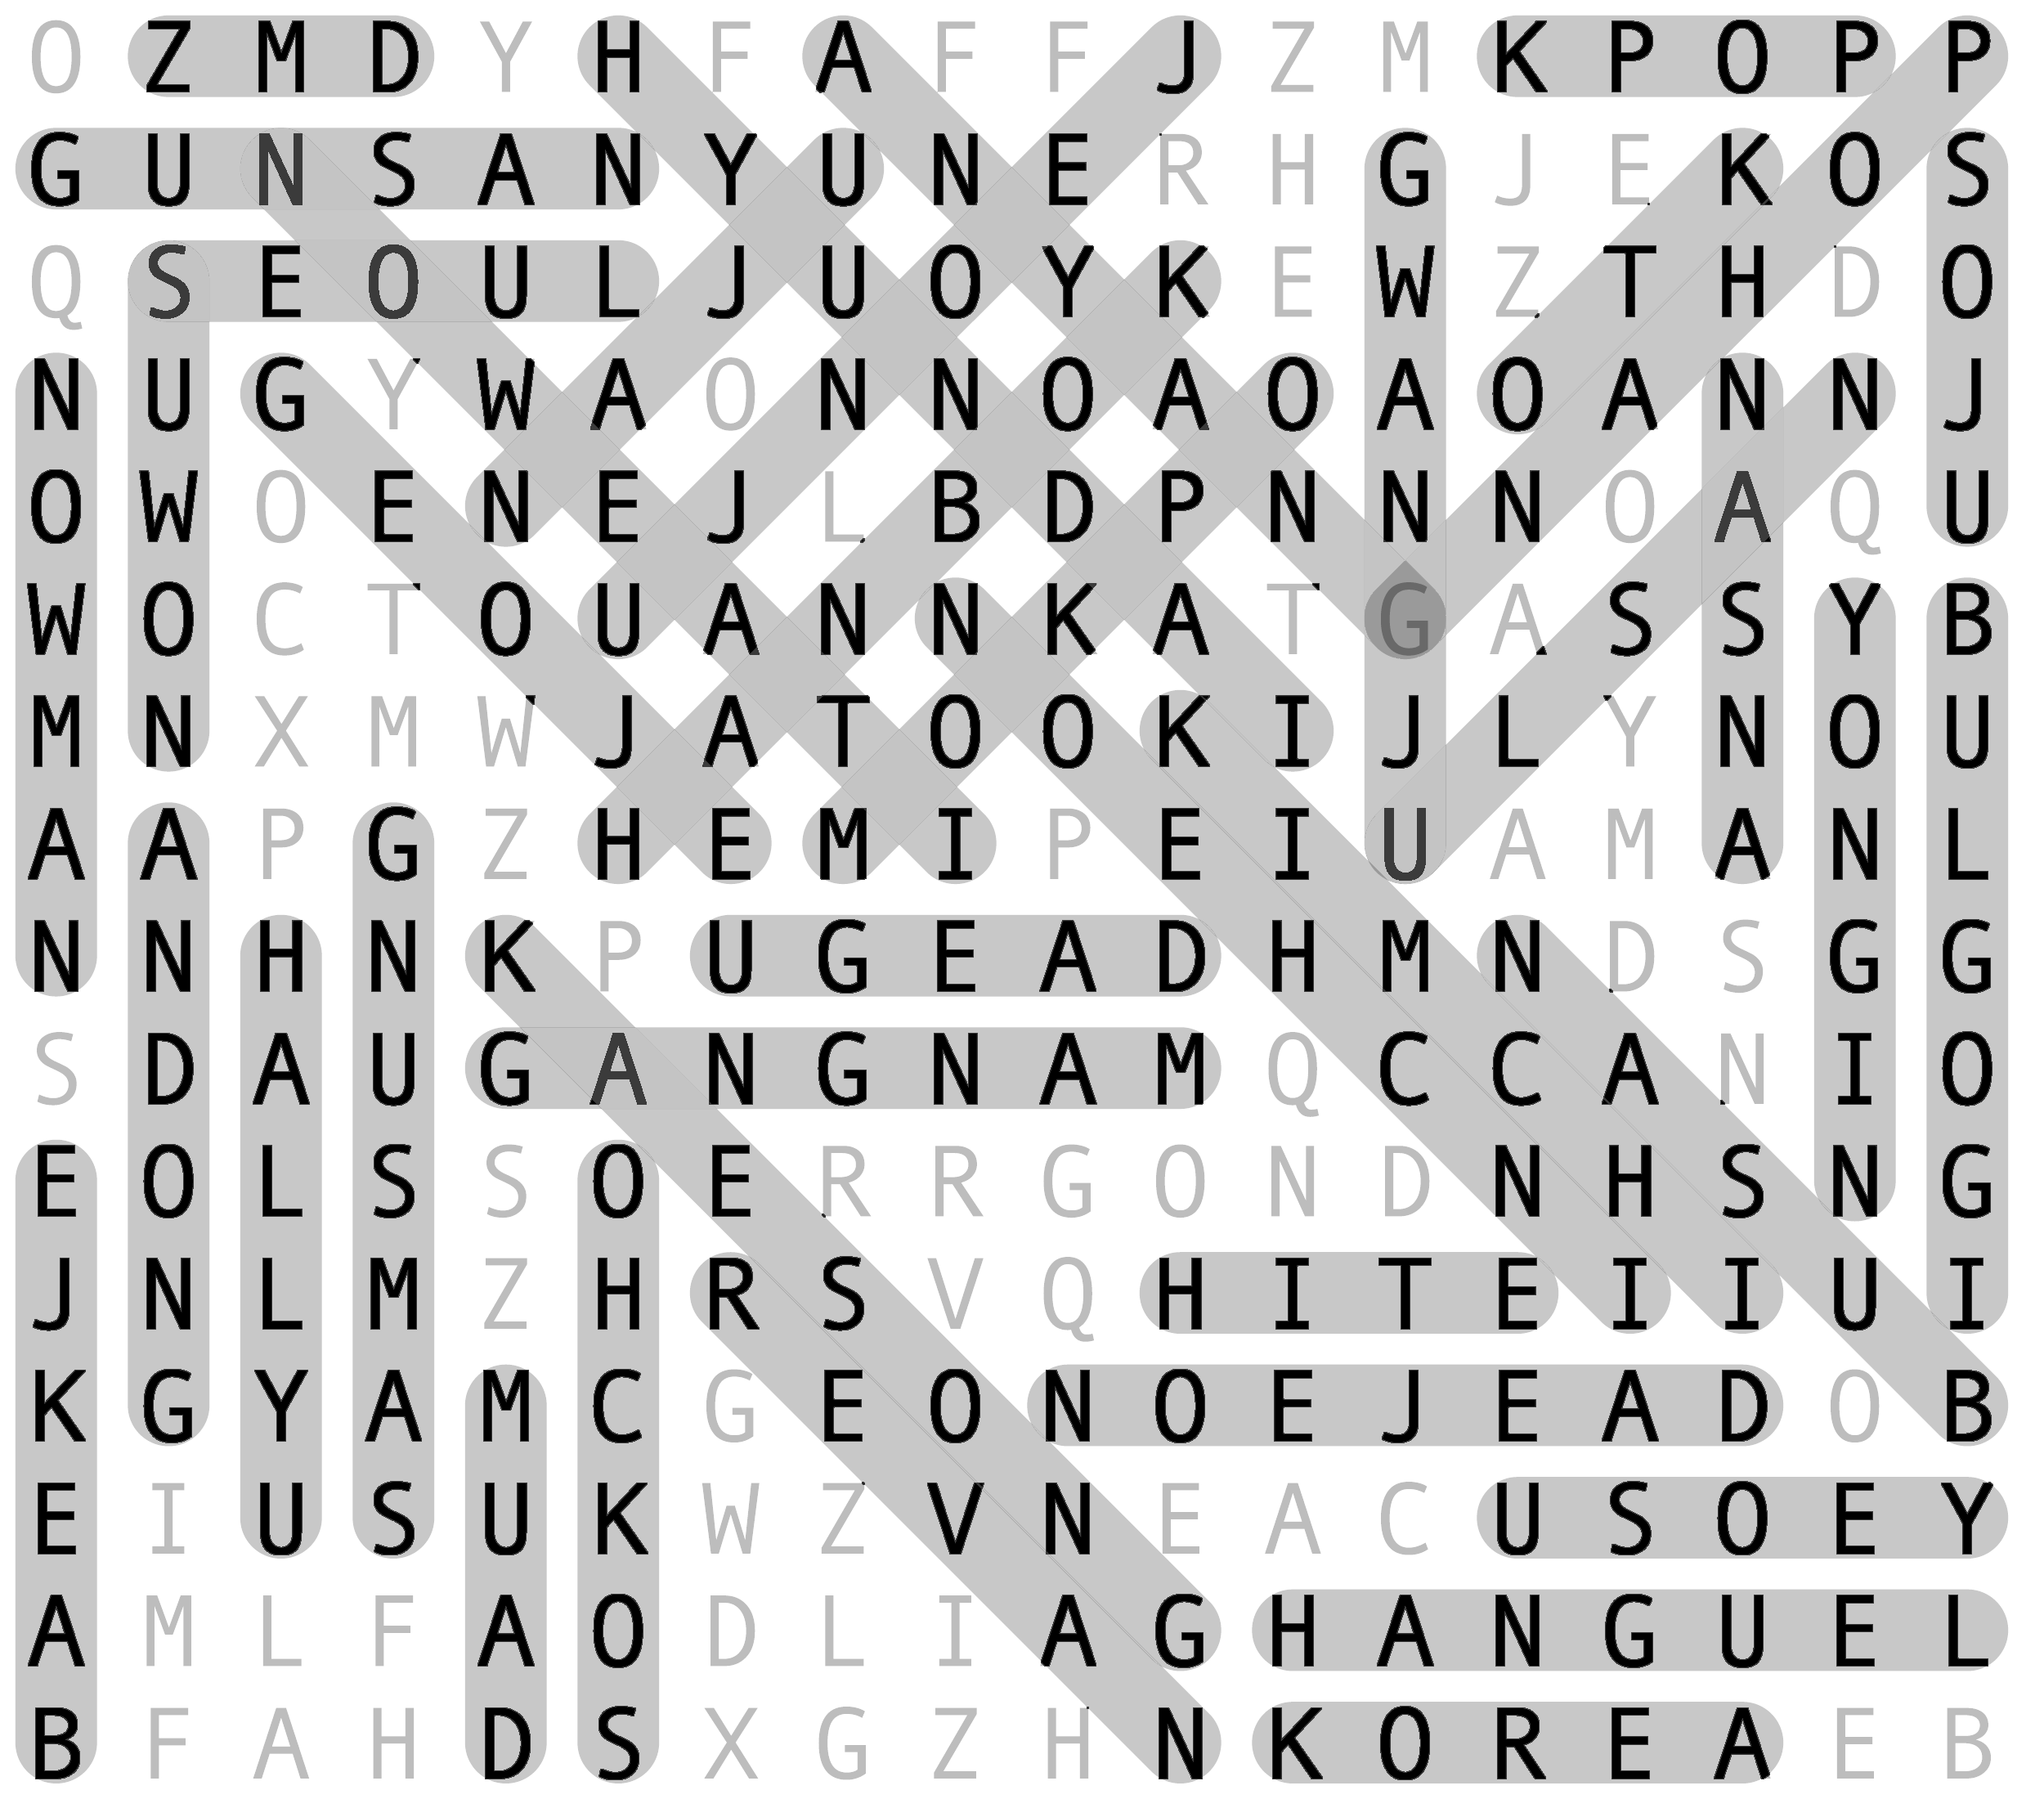 O Z M D Y H F A F F J Z M K P O P P
G U N S A N Y U N E R H G J E K O S
Q S E O U L J U O Y K E W Z T H D O
N U G Y W A O N N O A O A O A N N J
O W O E N E J L B D P N N N O A Q U
W O C T O U A N N K A T G A S S Y B
M N X M W J A T O O K I J L Y N O U
A A P G Z H E M I P E I U A M A N L
N N H N K P U G E A D H M N D S G G
S D A U G A N G N A M Q C C A N I O
E O L S S O E R R G O N D N H S N G
J N L M Z H R S V Q H I T E I I U I
K G Y A M C G E O N O E J E A D O B
E I U S U K W Z V N E A C U S O E Y
A M L F A O D L I A G H A N G U E L
B F A H D S X G Z H N K O R E A E B